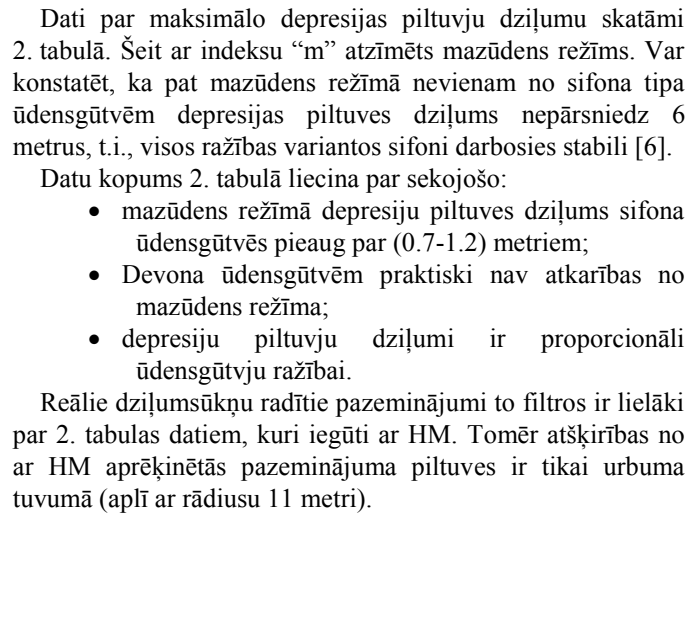 Dati par maksimālo depresijas piltuvju dziļumu skatāmi
2. tabulā. Šeit ar indeksu “m” atzīmēts mazūdens režīms. Var
konstatēt, ka pat mazūdens režīmā nevienam no sifona tipa
ūdensgūtvēm depresijas piltuves dziļums nepārsniedz 6
metrus, t.i., visos ražības variantos sifoni darbosies stabili [6].
Datu kopums 2. tabulā liecina par sekojošo:
• mazūdens režīmā depresiju piltuves dziļums sifona
ūdensgūtvēs pieaug par (0.7-1.2) metriem;
• Devona ūdensgūtvēm praktiski nav atkarības no
mazūdens režīma;
• depresiju piltuvju dziļumi ir proporcionāli
ūdensgūtvju ražībai.
Reālie dziļumsūkņu radītie pazeminājumi to filtros ir lielāki
par 2. tabulas datiem, kuri iegūti ar HM. Tomēr atšķirības no
ar HM aprēķinētās pazeminājuma piltuves ir tikai urbuma
tuvumā (aplī ar rādiusu 11 metri).